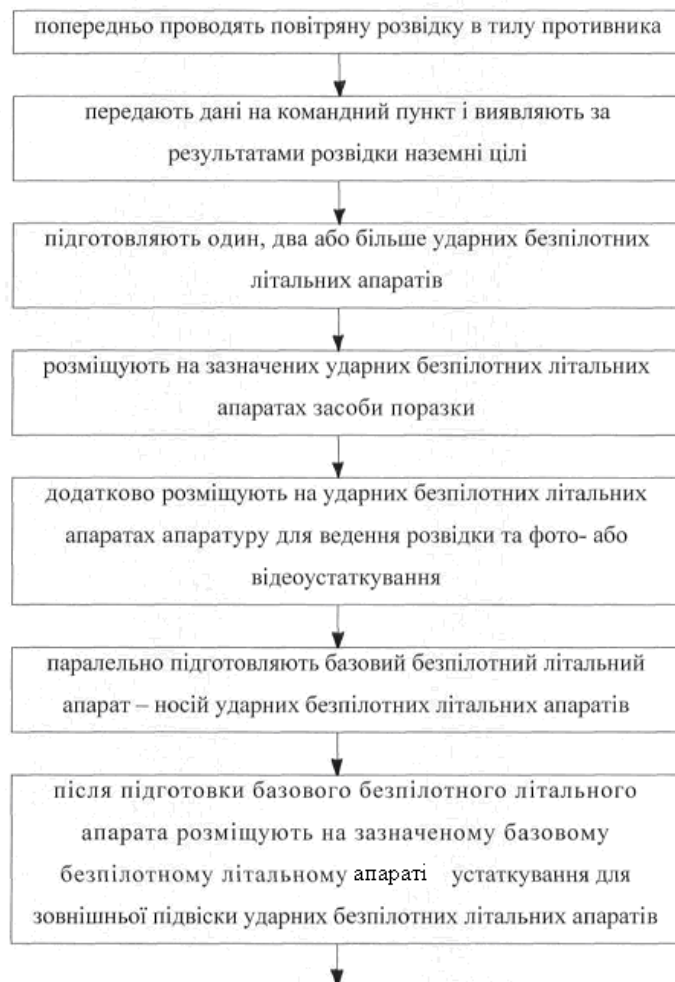 попередньо проводять повітряну розвідку в тилу противника
передають дані на командний пункт і виявляють за
результатами розвідки наземні цілі
підготовляють один, два або більше ударних безпілотних
літальних апаратів
розміщують на зазначених ударних безпілотних літальних
апаратах засоби поразки
додатково розміщують на ударних безпілотних літальних
апаратах апаратуру для ведення розвідки та фото- або
відеоустаткування
паралельно підготовляють базовий безпілотний літальний
апарат – носій ударних безпілотних літальних апаратів
після підготовки базового безпілотного літального
апарата розміщують на зазначеному базовому
безпілотному літальному апараті устаткування для
зовнішньої підвіски ударних безпілотних літальних апаратів